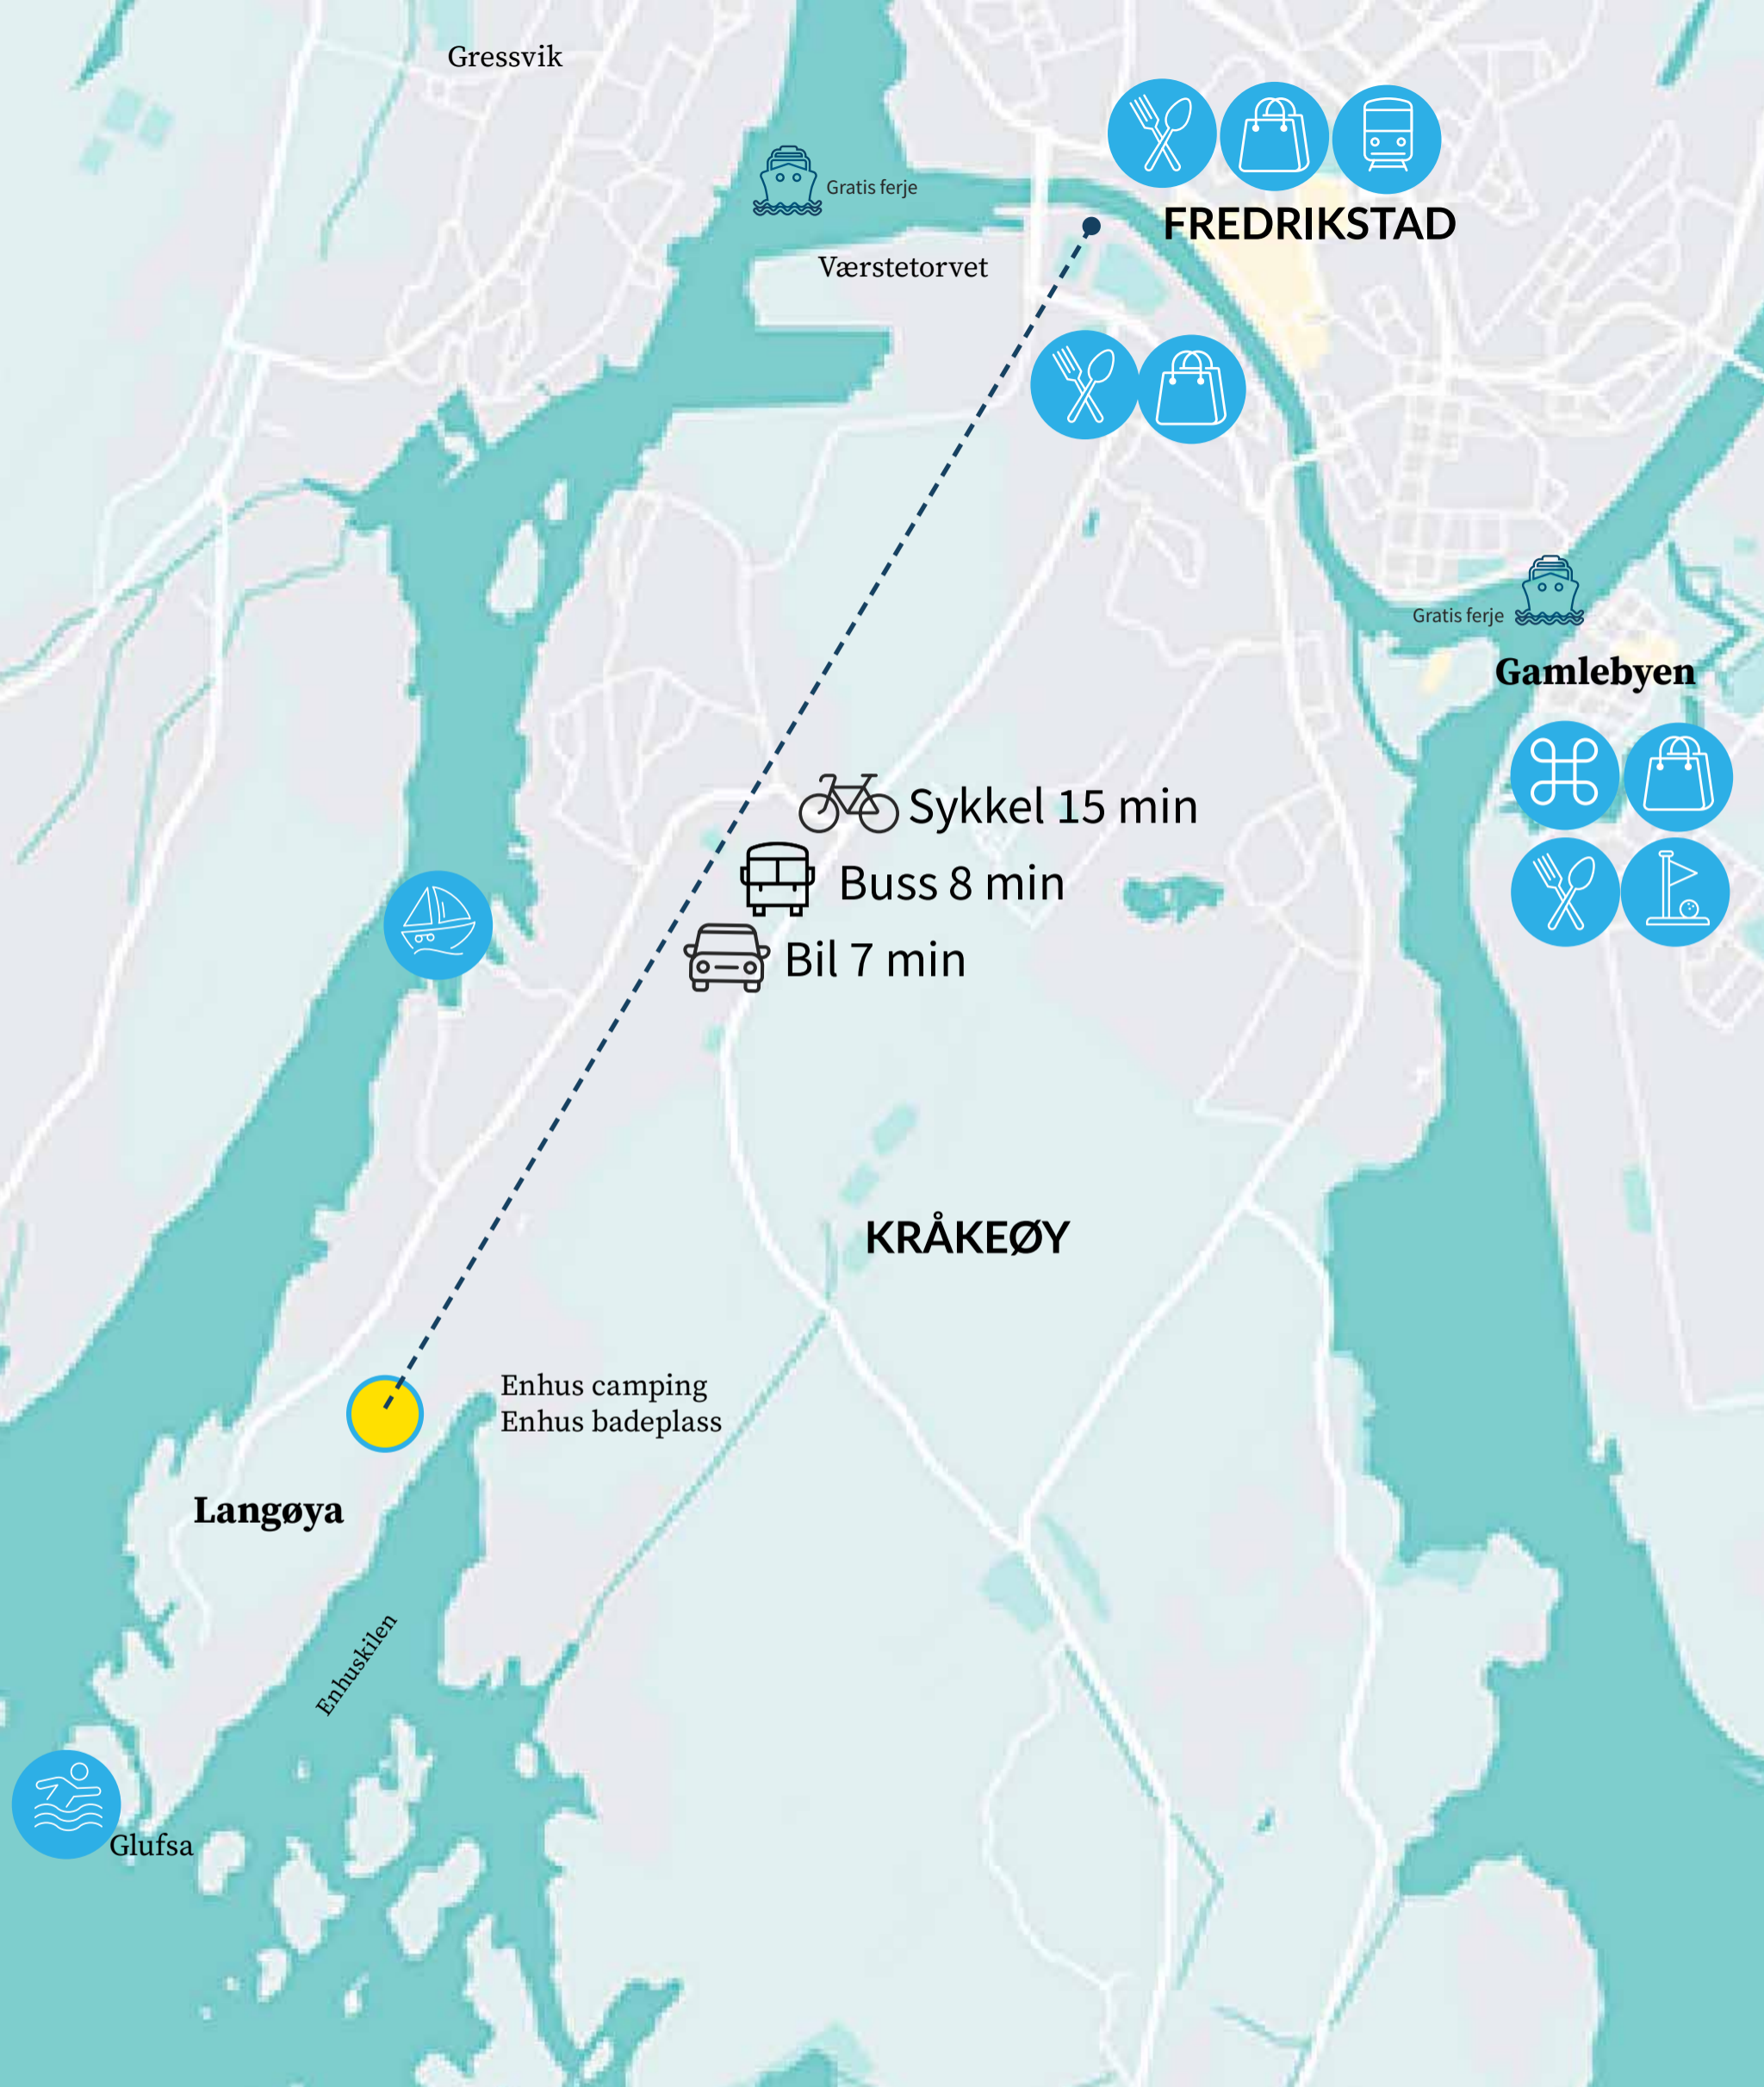 Gressvik
Gratis ferje
FREDRIKSTAD
Værstetorvet
Gratis ferje
Gamlebyen
Sykkel 15 min
Buss 8 min
Bil 7 min
KRÅKEØY
Enhus camping
Enhus badeplass
Langøya
Enhuskilen
Glufsa